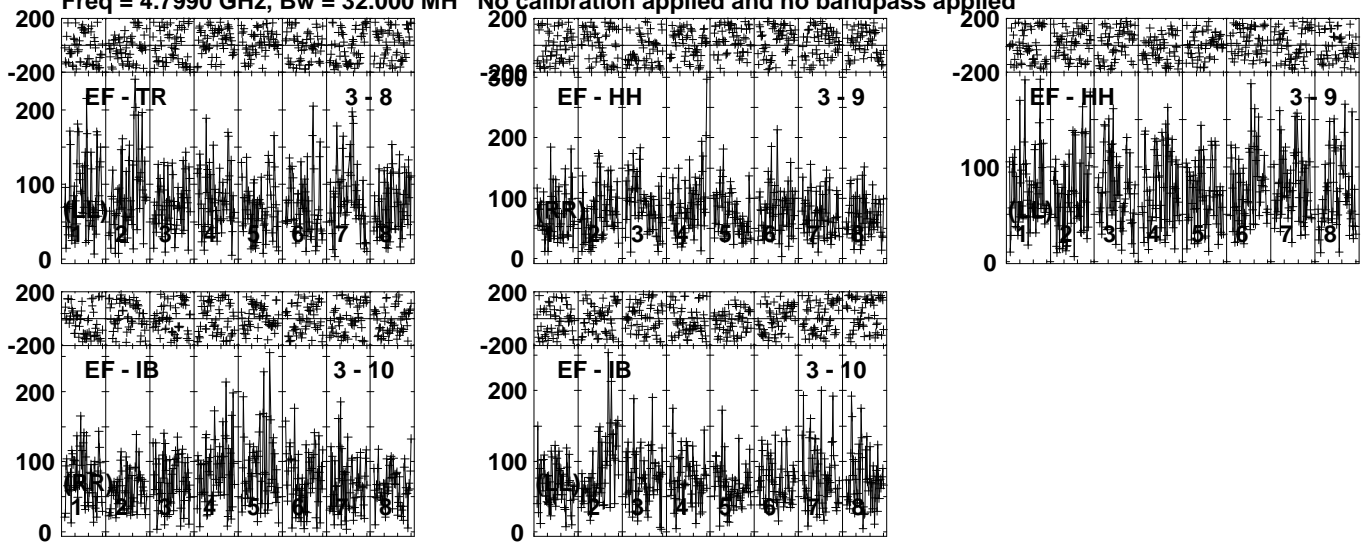 Freq = 4.7990 GHz, Bw = 32.000 MH No calibration applied and no bandpass applied
200
-200
EF - TR 3 - 8
200
100
0
(LL)
1 2 3 4 5 6 7 8
200
-200
300
EF - HH 3 - 9
200
100
0
(RR)
1 2 3 4 5 6 7 8
200
-200
EF - HH 3 - 9
100
0
(LL)
1 2 3 4 5 6 7 8
200
-200
EF - IB 3 - 10
200
100
0
(RR)
1 2 3 4 5 6 7 8
200
-200
EF - IB 3 - 10
200
100
0
(LL)
1 2 3 4 5 6 7 8